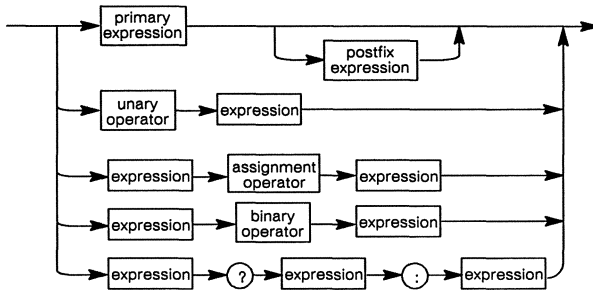 primary
expression
postfix
expression
unary
operator
expression
expression
assignment
operator
expression
expression
binary
operator
expression
expression
?
expression
:
expression